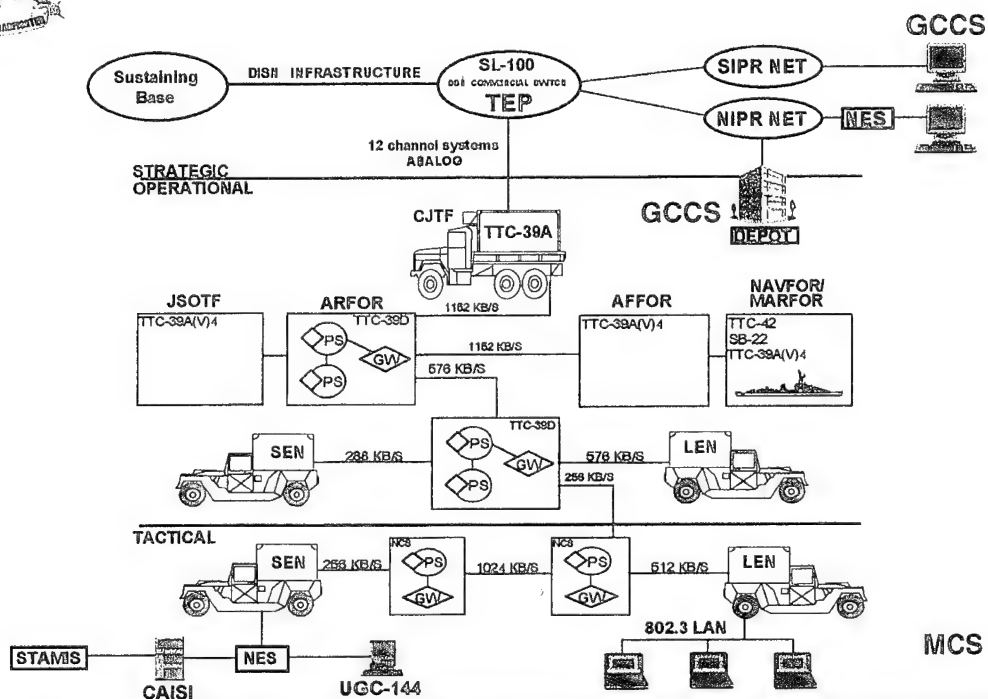 GCCS
Sustaining
Base
DISN INFRASTRUCTURE
SL-100
COMMERCIAL SWITCH
TEP
SIPR NET
NIPR NET
NES
12 channel systems
STRATEGIC
OPERATIONAL
CJTF
TTC-39A
GCCS
DEPOT
JSOTF
ARFOR
1152 KB/S
AFFOR
NAVFOR/
MARFOR
TTC-39A(V)4
TTC-39D
PS
GW
PS
1152 KB/S
576 KB/S
TTC-39A(V)4
TTC-42
SB-22
TTC-39A(V)4
TTC-39D
SEN
288 KB/S
PS
GW
PS
576 KB/S
256 KB/S
LEN
TACTICAL
SEN
256 KB/S
NCS
PS
GW
1024 KB/S
NCS
PS
GW
512 KB/S
LEN
802.3 LAN
MCS
STAMIS
CAISI
NES
UGC-144